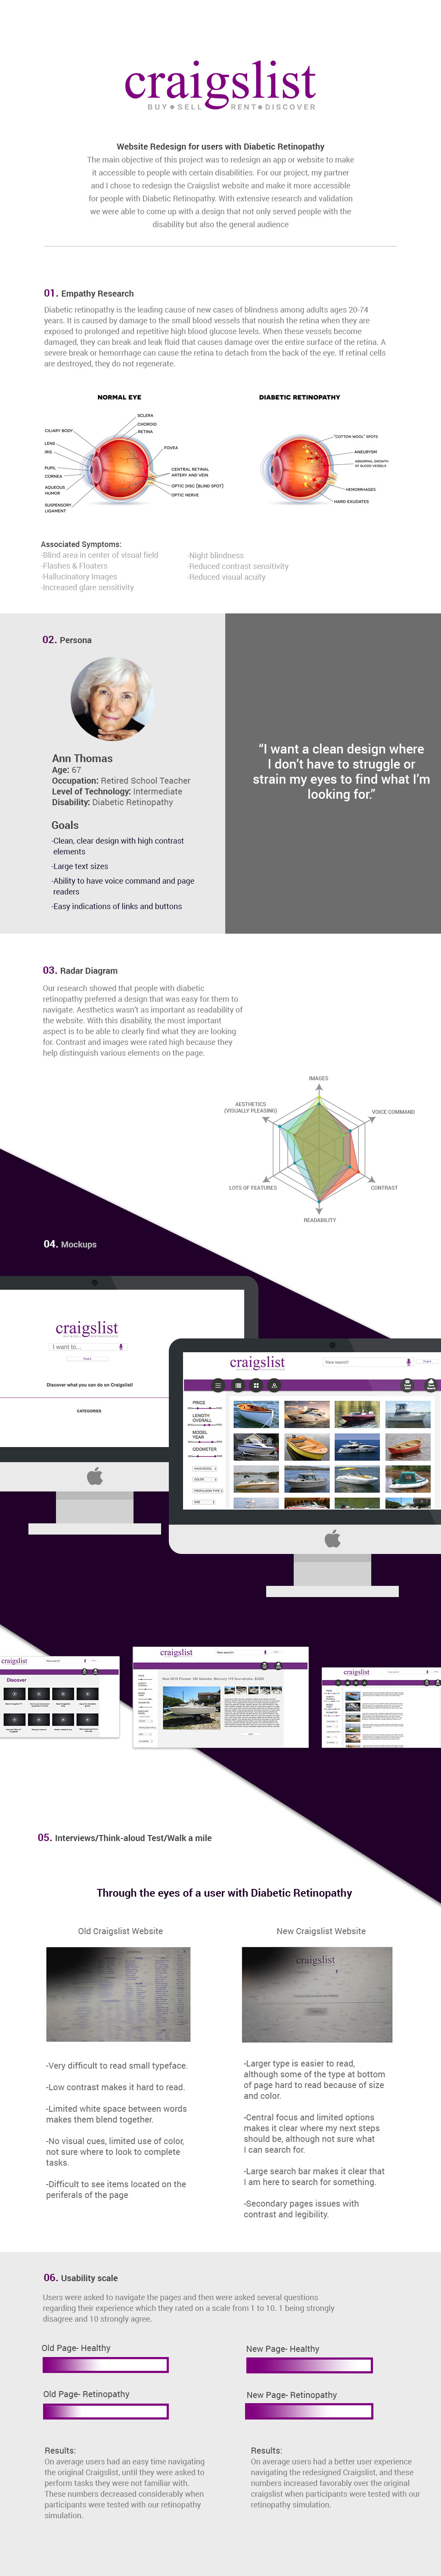 craigslist
BUY SELL RENT DISCOVER
Website Redesign for users with Diabetic Retinopathy
The main objective of this project was to redesign an app or website to make
it accessible to people with certain disabilities. For our project, my partner
and I chose to redesign the Craigslist website and make it more accessible
for people with Diabetic Retinopathy. With extensive research and validation
we were able to come up with a design that not only served people with the
disability but also the general audience
01. Empathy Research
Diabetic retinopathy is the leading cause of new cases of blindness among adults ages 20-74
years. It is caused by damage to the small blood vessels that nourish the retina when they are
exposed to prolonged and repetitive high blood glucose levels. When these vessels become
damaged, they can break and leak fluid that causes damage over the entire surface of the retina. A
severe break or hemorrhage can cause the retina to detach from the back of the eye. If retinal cells
are destroyed, they do not regenerate.
NORMAL EYE
SCLERA
CHOROID
RETINA
CILIARY BODY
LENS
IRIS
PUPIL
CORNEA
AQUEOUS
HUMOR
SUSPENSORY
LIGAMENT
FOVEA
CENTRAL RETINAL
ARTERY AND VEIN
OPTIC DISC (BLIND SPOT)
OPTIC NERVE
DIABETIC RETINOPATHY
"COTTON WOOL" SPOTS
ANEURYSM
ABNORMAL GROWTH
OF BLOOD VESSELS
HEMORRHAGES
HARD EXUDATES
Associated Symptoms:
-Blind area in center of visual field
-Flashes & Floaters
-Hallucinatory Images
-Increased glare sensitivity
-Night blindness
-Reduced contrast sensitivity
-Reduced visual acuity
02. Persona
Ann Thomas
Age: 67
Occupation: Retired School Teacher
Level of Technology: Intermediate
Disability: Diabetic Retinopathy
Goals
-Clean, clear design with high contrast
elements
-Large text sizes
-Ability to have voice command and page
readers
-Easy indications of links and buttons
“I want a clean design where
I don’t have to struggle or
strain my eyes to find what I’m
looking for.”
03. Radar Diagram
Our research showed that people with diabetic
retinopathy preferred a design that was easy for them to
navigate. Aesthetics wasn’t as important as readability of
the website. With this disability, the most important
aspect is to be able to clearly find what they are looking
for. Contrast and images were rated high because they
help distinguish various elements on the page.
IMAGES
AESTHETICS
(VISUALLY PLEASING)
VOICE COMMAND
LOTS OF FEATURES
CONTRAST
READABILITY
04. Mockups
craigslist
I want to...
Discover what you can do on Craigslist!
CATEGORIES
craigslist
New search?
PRICE
LENGTH
OVERALL
MODEL
YEAR
ODOMETER
MAKE/MODEL
COLOR
PROPULSION TYPE
SIZE
craigslist
Discover
craigslist
craigslist
05. Interviews/Think-aloud Test/Walk a mile
Through the eyes of a user with Diabetic Retinopathy
Old Craigslist Website
New Craigslist Website
craigslist
-Very difficult to read small typeface.
-Low contrast makes it hard to read.
-Limited white space between words
makes them blend together.
-No visual cues, limited use of color,
not sure where to look to complete
tasks.
-Difficult to see items located on the
periferals of the page
-Larger type is easier to read,
although some of the type at bottom
of page hard to read because of size
and color.
-Central focus and limited options
makes it clear where my next steps
should be, although not sure what
I can search for.
-Large search bar makes it clear that
I am here to search for something.
-Secondary pages issues with
contrast and legibility.
06. Usability scale
Users were asked to navigate the pages and then were asked several questions
regarding their experience which they rated on a scale from 1 to 10. 1 being strongly
disagree and 10 strongly agree.
Old Page- Healthy
Old Page- Retinopathy
New Page- Healthy
New Page- Retinopathy
Results:
On average users had an easy time navigating
the original Craigslist, until they were asked to
perform tasks they were not familiar with.
These numbers decreased considerably when
participants were tested with our retinopathy
simulation.
Results:
On average users had a better user experience
navigating the redesigned Craigslist, and these
numbers increased favorably over the original
craigslist when participants were tested with our
retinopathy simulation.